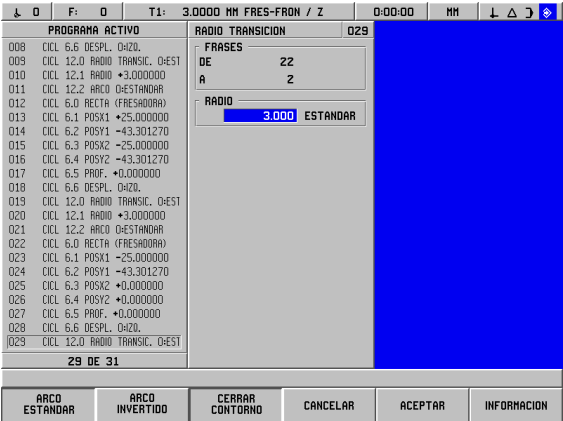 0 F: 0 T1: 3.0000 MM FRES-FRON / Z 0:00:00 MM
PROGRAMA ACTIVO
008 CICL 6.6 DESPL. 0:IZQ.
009 CICL 12.0 RADIO TRANSIC. 0:EST
010 CICL 12.1 RADIO +3.000000
011 CICL 12.2 ARCO 0:ESTANDAR
012 CICL 6.0 RECTA (FRESADORA)
013 CICL 6.1 POSX1 +25.000000
014 CICL 6.2 POSY1 -43.301270
015 CICL 6.3 POSX2 -25.000000
016 CICL 6.4 POSY2 -43.301270
017 CICL 6.5 PROF. +0.000000
018 CICL 6.6 DESPL. 0:IZQ.
019 CICL 12.0 RADIO TRANSIC. 0:EST
020 CICL 12.1 RADIO +3.000000
021 CICL 12.2 ARCO 0:ESTANDAR
022 CICL 6.0 RECTA (FRESADORA)
023 CICL 6.1 POSX1 -25.000000
024 CICL 6.2 POSY1 -43.301270
025 CICL 6.3 POSX2 +0.000000
026 CICL 6.4 POSY2 +0.000000
027 CICL 6.5 PROF. +0.000000
028 CICL 6.6 DESPL. 0:IZQ.
029 CICL 12.0 RADIO TRANSIC. 0:EST
29 DE 31
RADIO TRANSICION 029
FRASES
DE 22
A 2
RADIO
3.000 ESTANDAR
ARCO ESTANDAR
ARCO INVERTIDO
CERRAR CONTORNO
CANCELAR
ACEPTAR
INFORMACION